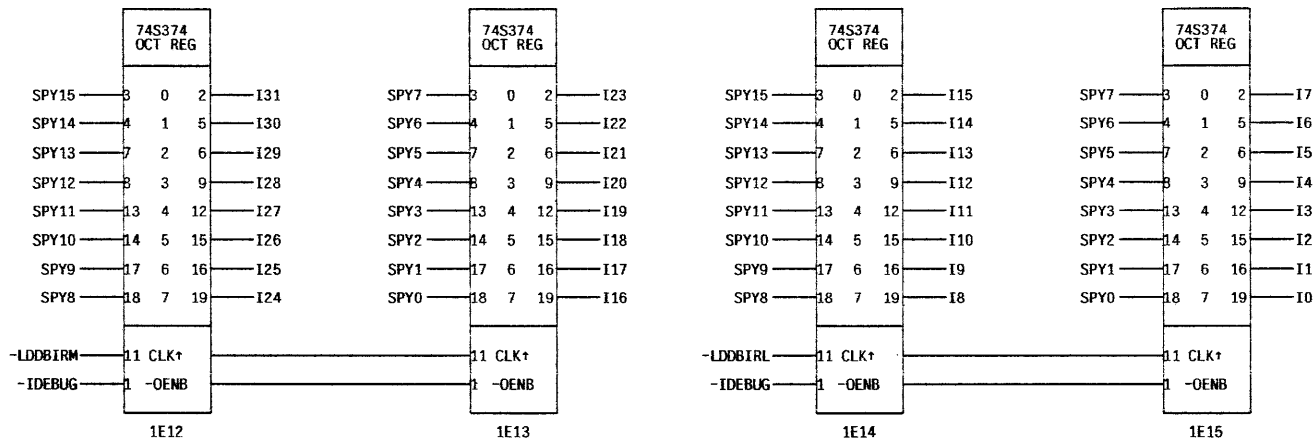 74S374 74S374 74S374 74S374
OCT REG OCT REG OCT REG OCT REG
SPY15 3 0 2 I31 SPY7 3 0 2 I23 SPY15 3 0 2 I15 SPY7 3 0 2 I7
SPY14 4 1 5 I30 SPY6 4 1 5 I22 SPY14 4 1 5 I14 SPY6 4 1 5 I6
SPY13 7 2 6 I29 SPY5 7 2 6 I21 SPY13 7 2 6 I13 SPY5 7 2 6 I5
SPY12 8 3 9 I28 SPY4 8 3 9 I20 SPY12 8 3 9 I12 SPY4 8 3 9 I4
SPY11 13 4 12 I27 SPY3 13 4 12 I19 SPY11 13 4 12 I11 SPY3 13 4 12 I3
SPY10 14 5 15 I26 SPY2 14 5 15 I18 SPY10 14 5 15 I10 SPY2 14 5 15 I2
SPY9 17 6 16 I25 SPY1 17 6 16 I17 SPY9 17 6 16 I9 SPY1 17 6 16 I1
SPY8 18 7 19 I24 SPY0 18 7 19 I16 SPY8 18 7 19 I8 SPY0 18 7 19 I0
-LDDBIRM 11 CLK↑ 11 CLK↑ -LDDBIRL 11 CLK↑ 11 CLK↑
-IDEBUG 1 -OENB 1 -OENB -IDEBUG 1 -OENB 1 -OENB
1E12 1E13 1E14 1E15